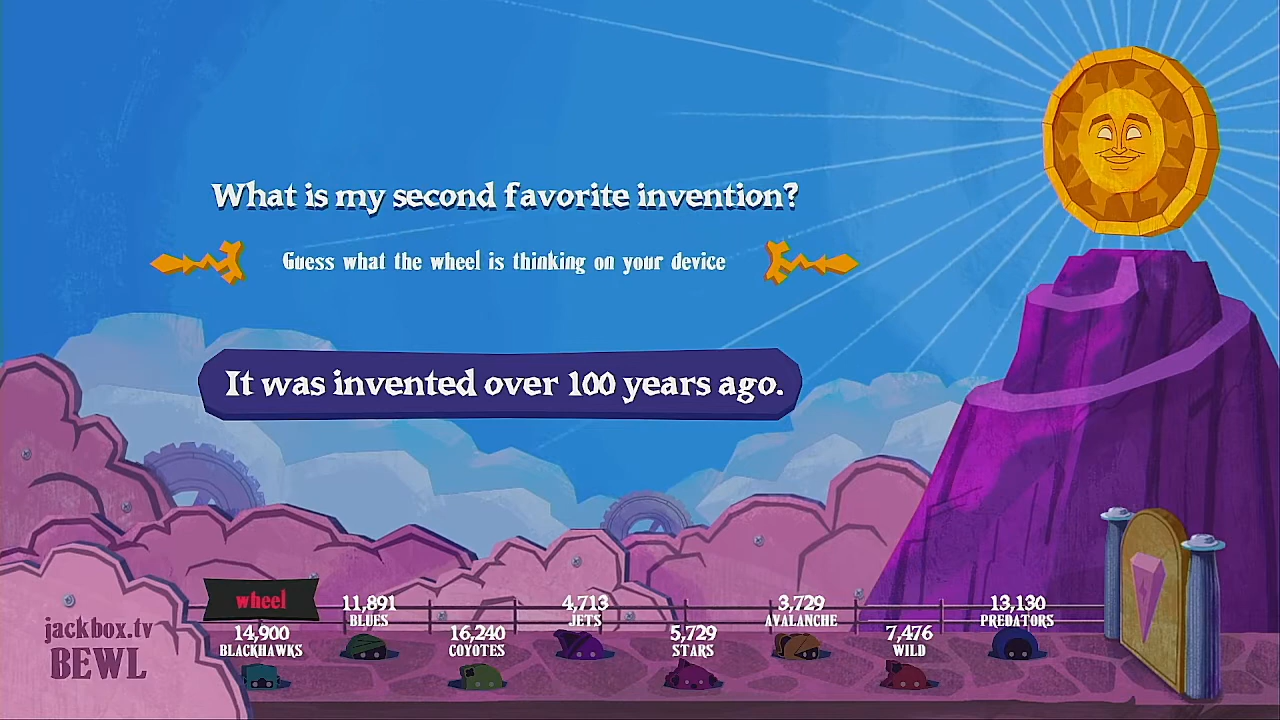 What is my second favorite invention?
Guess what the wheel is thinking on your device
It was invented over 100 years ago.
wheel
14,900
BLACKHAWKS
11,891
BLUES
16,240
COYOTES
4,713
JETS
5,729
STARS
3,729
AVALANCHE
7,476
WILD
13,130
PREDATORS
jackbox.tv
BEWL